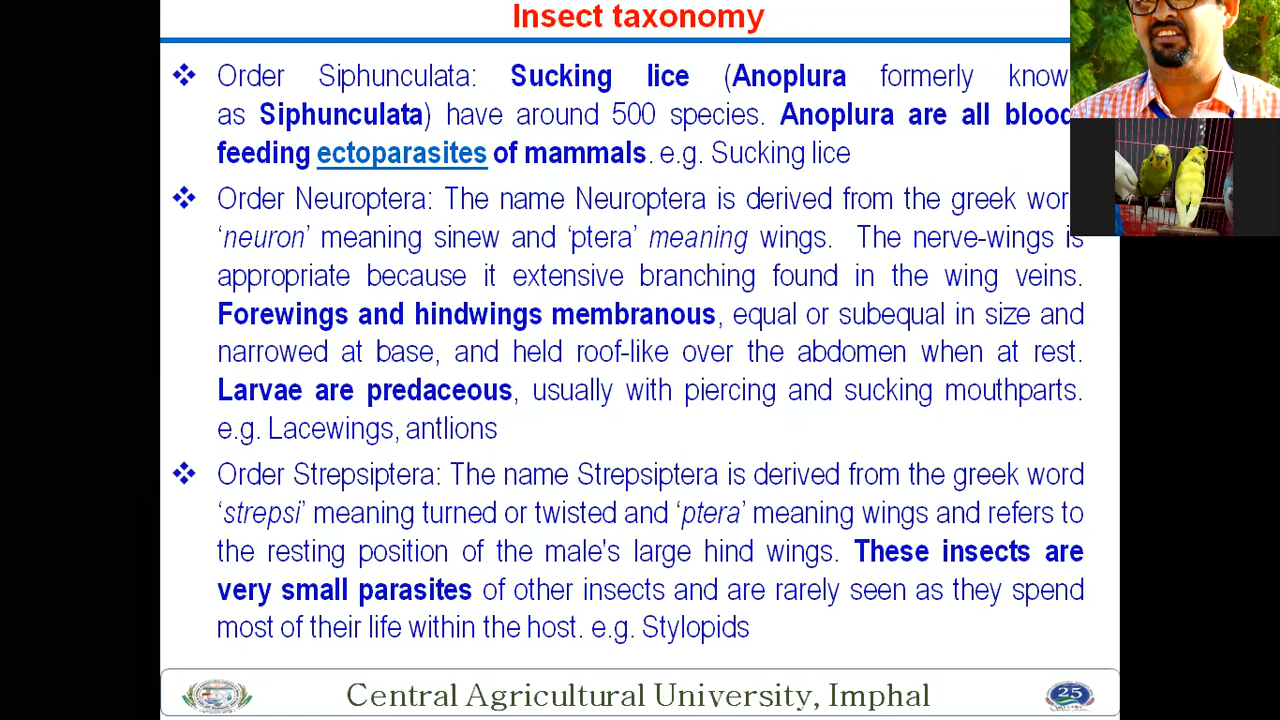 Insect taxonomy
Order Siphunculata: Sucking lice (Anoplura formerly
as Siphunculata) have around 500 species. Anoplura are all
feeding ectoparasites of mammals. e.g. Sucking lice
Order Neuroptera: The name Neuroptera is derived from the greek
‘neuron’ meaning sinew and ‘ptera’ meaning wings. The nerve-wings is
appropriate because it extensive branching found in the wing veins.
Forewings and hindwings membranous, equal or subequal in size and
narrowed at base, and held roof-like over the abdomen when at rest.
Larvae are predaceous, usually with piercing and sucking mouthparts.
e.g. Lacewings, antlions
Order Strepsiptera: The name Strepsiptera is derived from the greek word
‘strepsi’ meaning turned or twisted and ‘ptera’ meaning wings and refers to
the resting position of the male's large hind wings. These insects are
very small parasites of other insects and are rarely seen as they spend
most of their life within the host. e.g. Stylopids
Central Agricultural University, Imphal
25